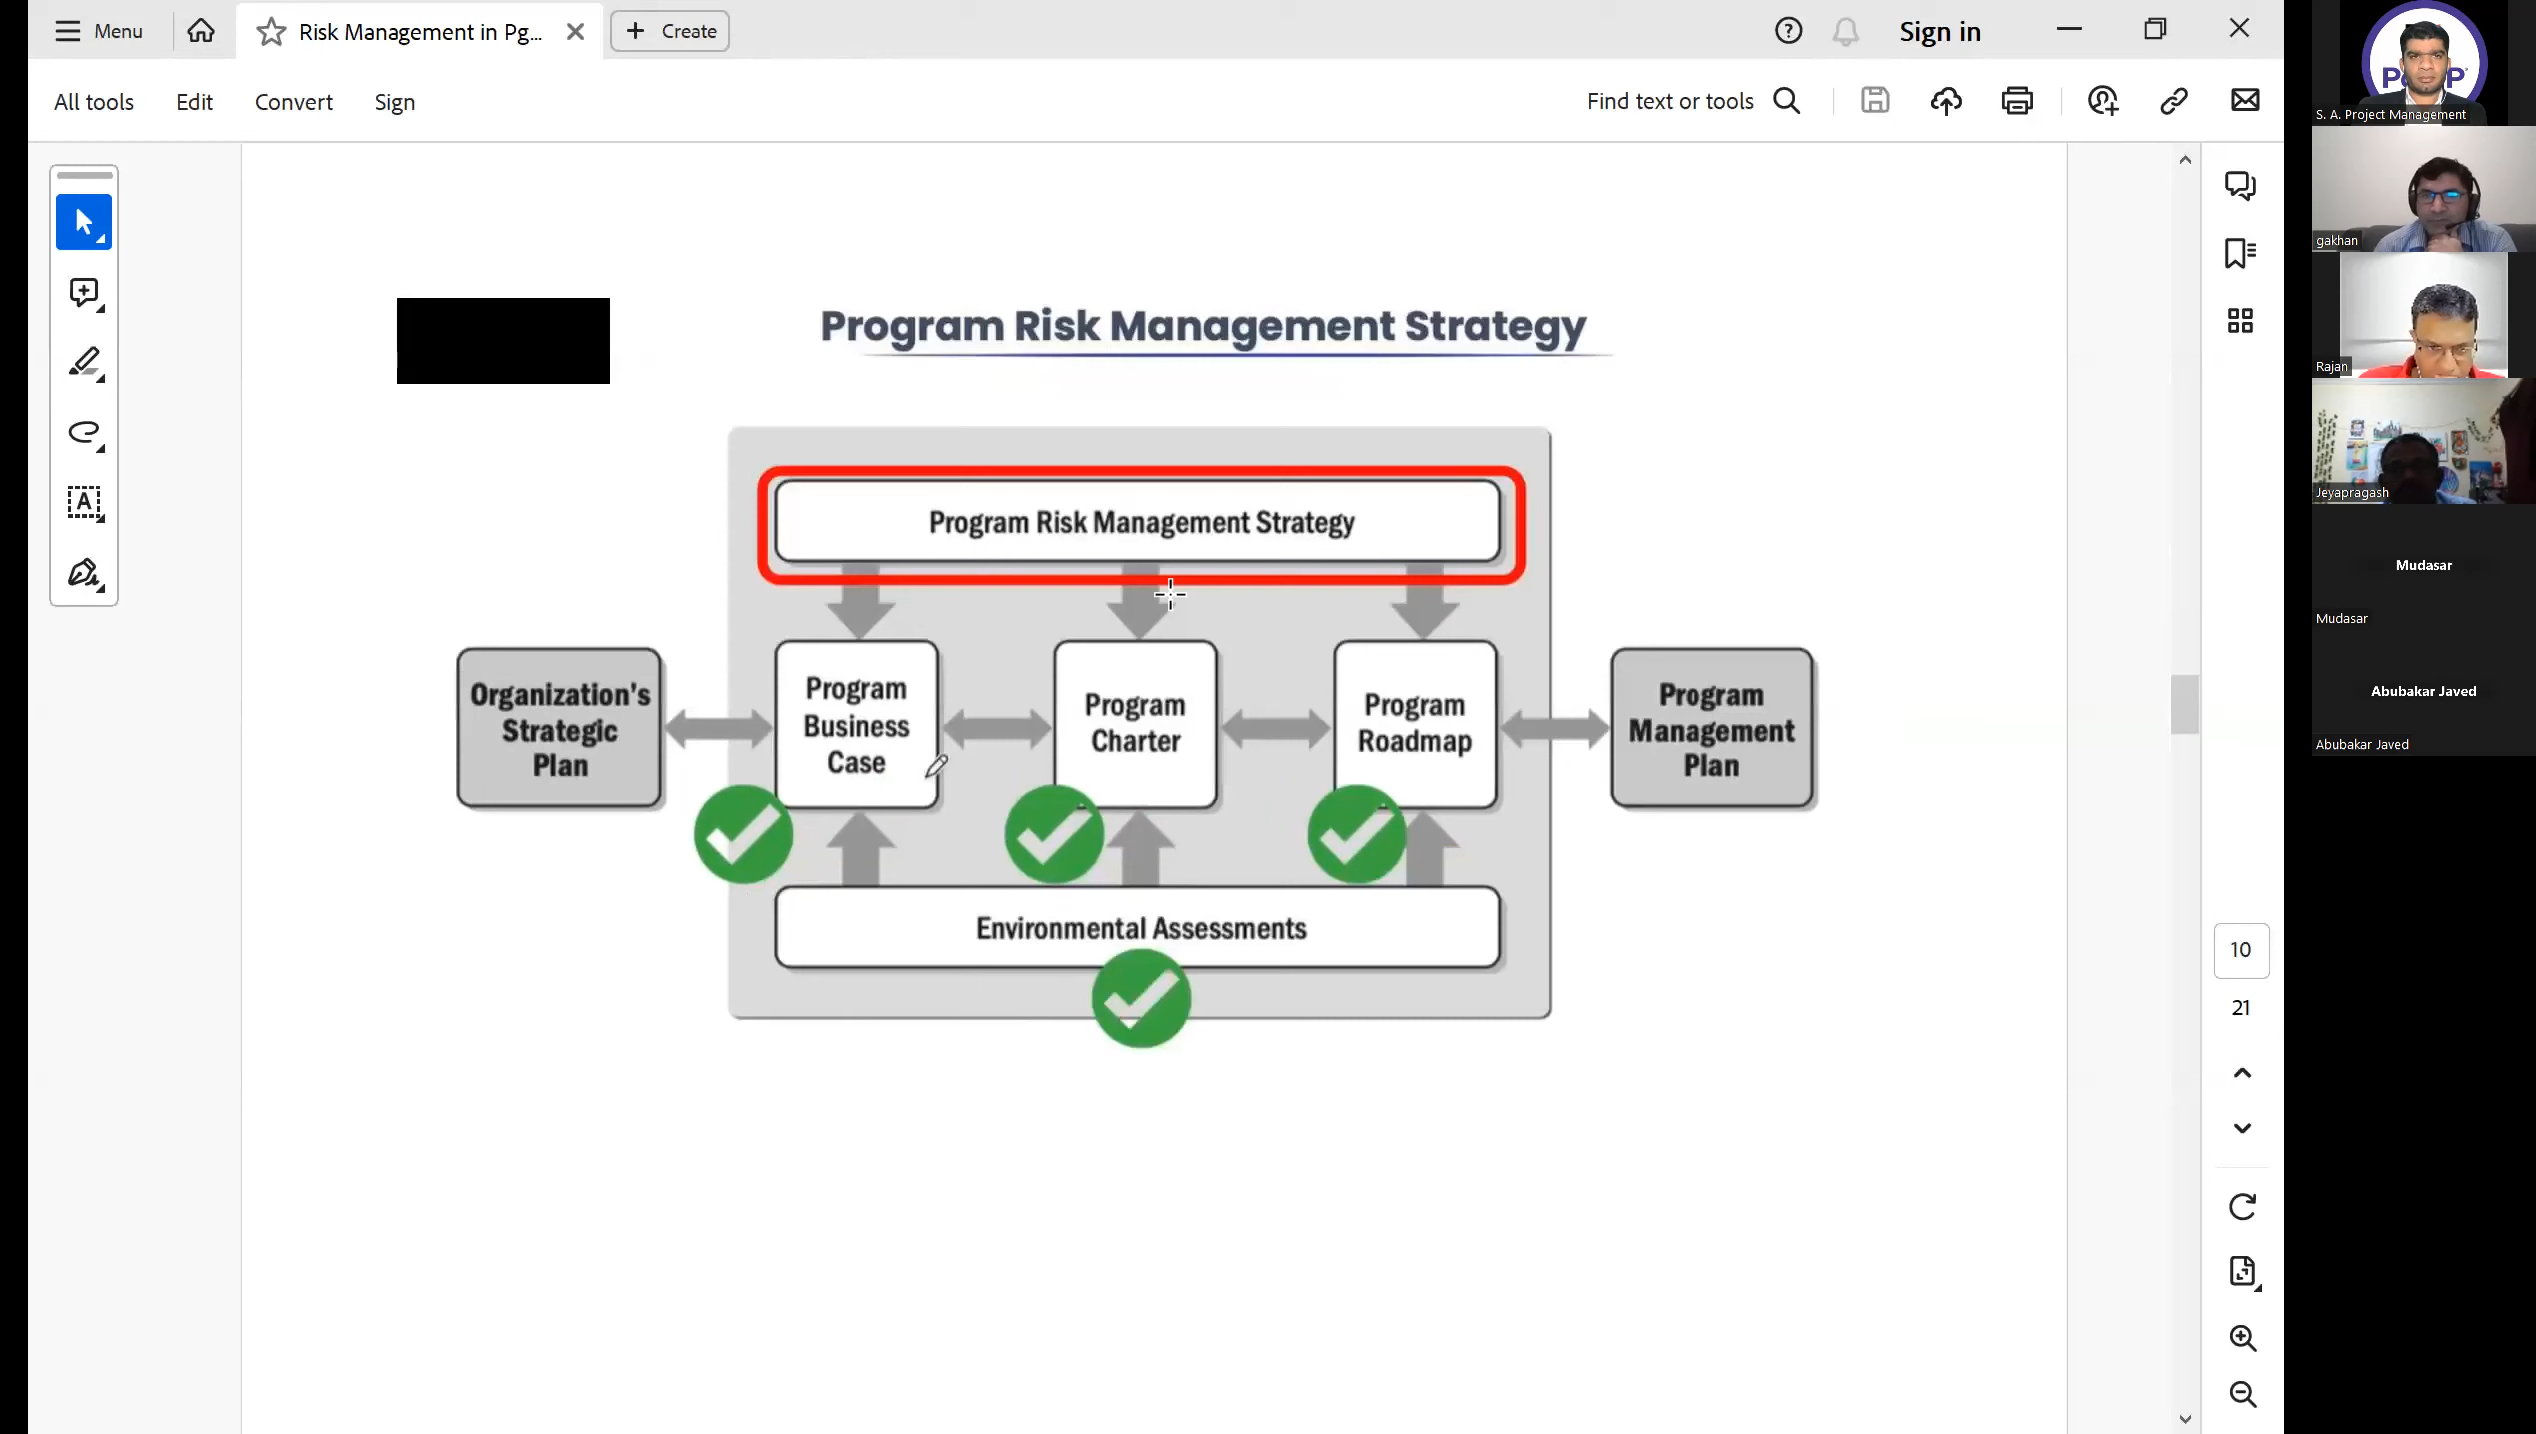 Menu
Risk Management in Pg...
Create
Sign in
All tools
Edit
Convert
Sign
Find text or tools
Program Risk Management Strategy
Program Risk Management Strategy
Organization's
Strategic
Plan
Program
Business
Case
Program
Charter
Program
Roadmap
Program
Management
Plan
Environmental Assessments
10
21
S. A. Project Management
gakhan
Rajan
Jeyapragash
Mudasar
Mudasar
Abubakar Javed
Abubakar Javed